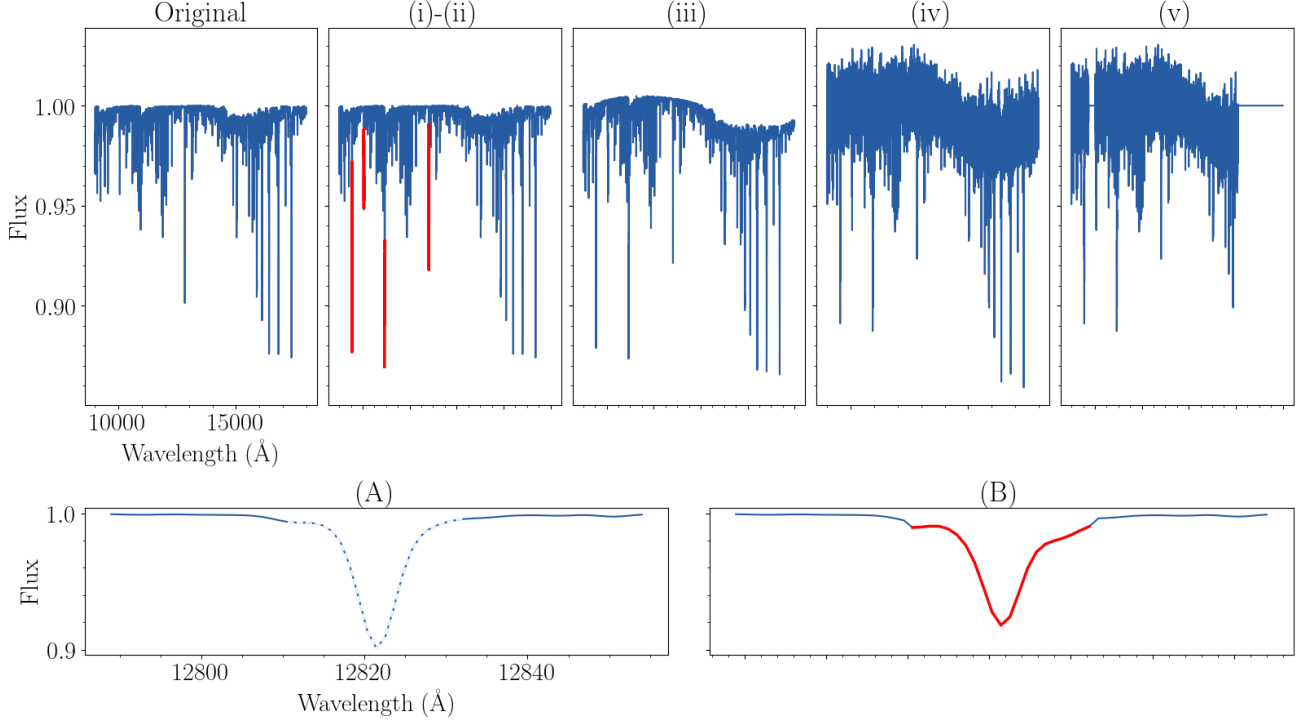 Original
(i)-(ii)
(iii)
(iv)
(v)
Flux
1.00
0.95
0.90
10000
15000
Wavelength (Å)
(A)
(B)
Flux
1.0
0.9
12800
12820
12840
Wavelength (Å)